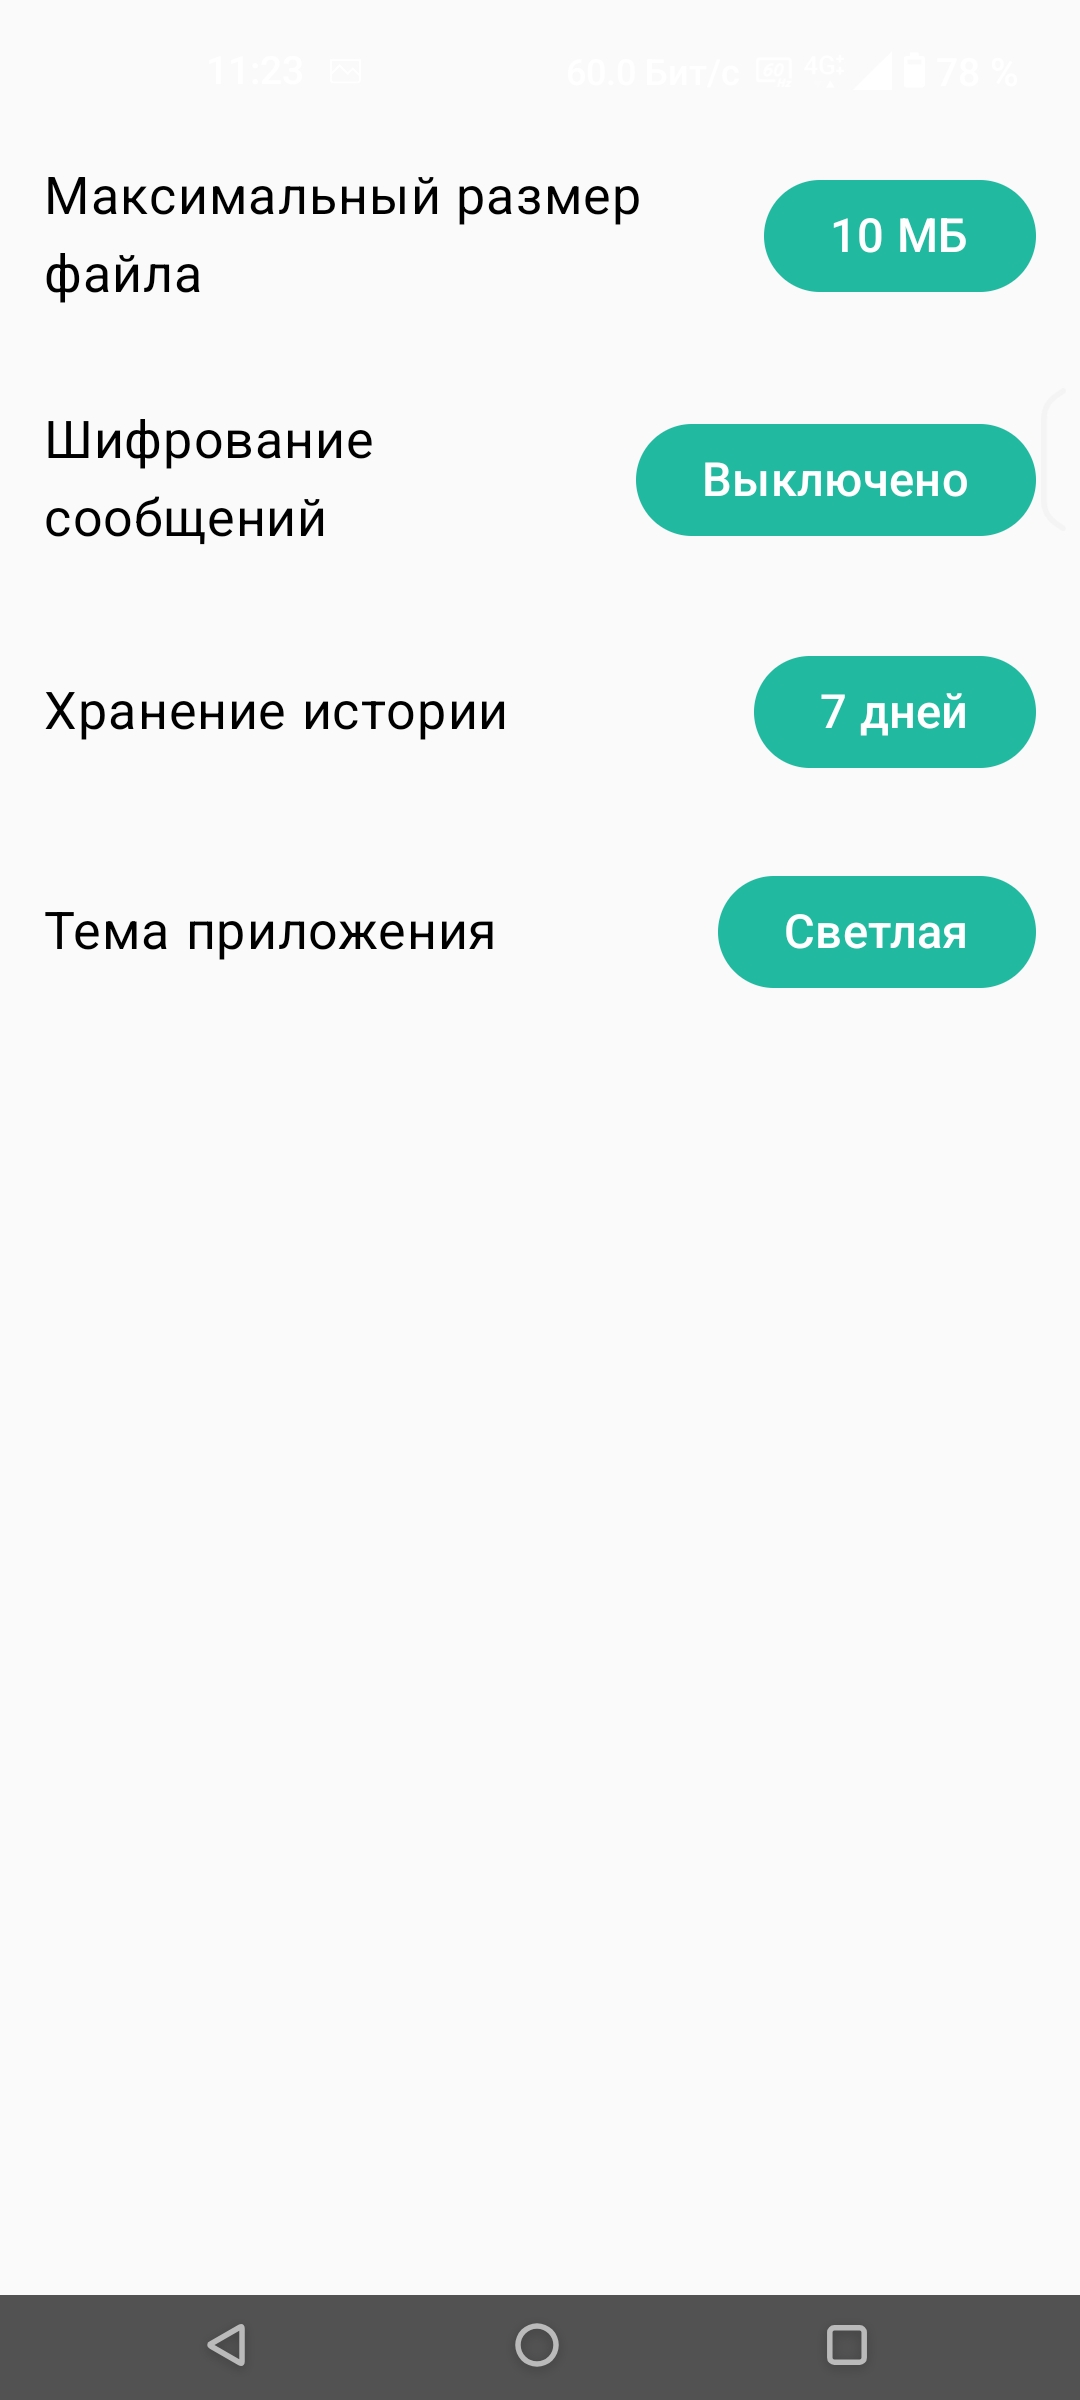 11:23 60.0 Бит/с 4G 78 %
Максимальный размер
файла
10 МБ
Шифрование
сообщений
Выключено
Хранение истории
7 дней
Тема приложения
Светлая